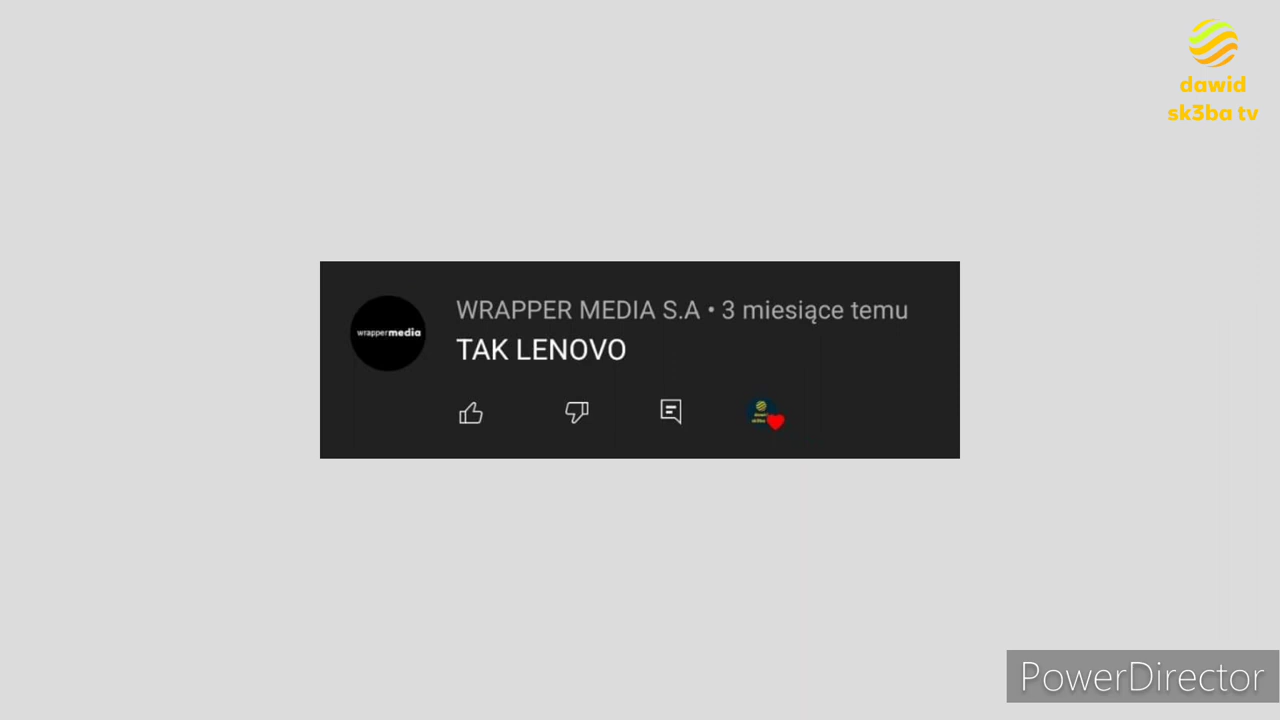 dawid
sk3ba tv
wrappermedia
WRAPPER MEDIA S.A • 3 miesiące temu
TAK LENOVO
PowerDirector